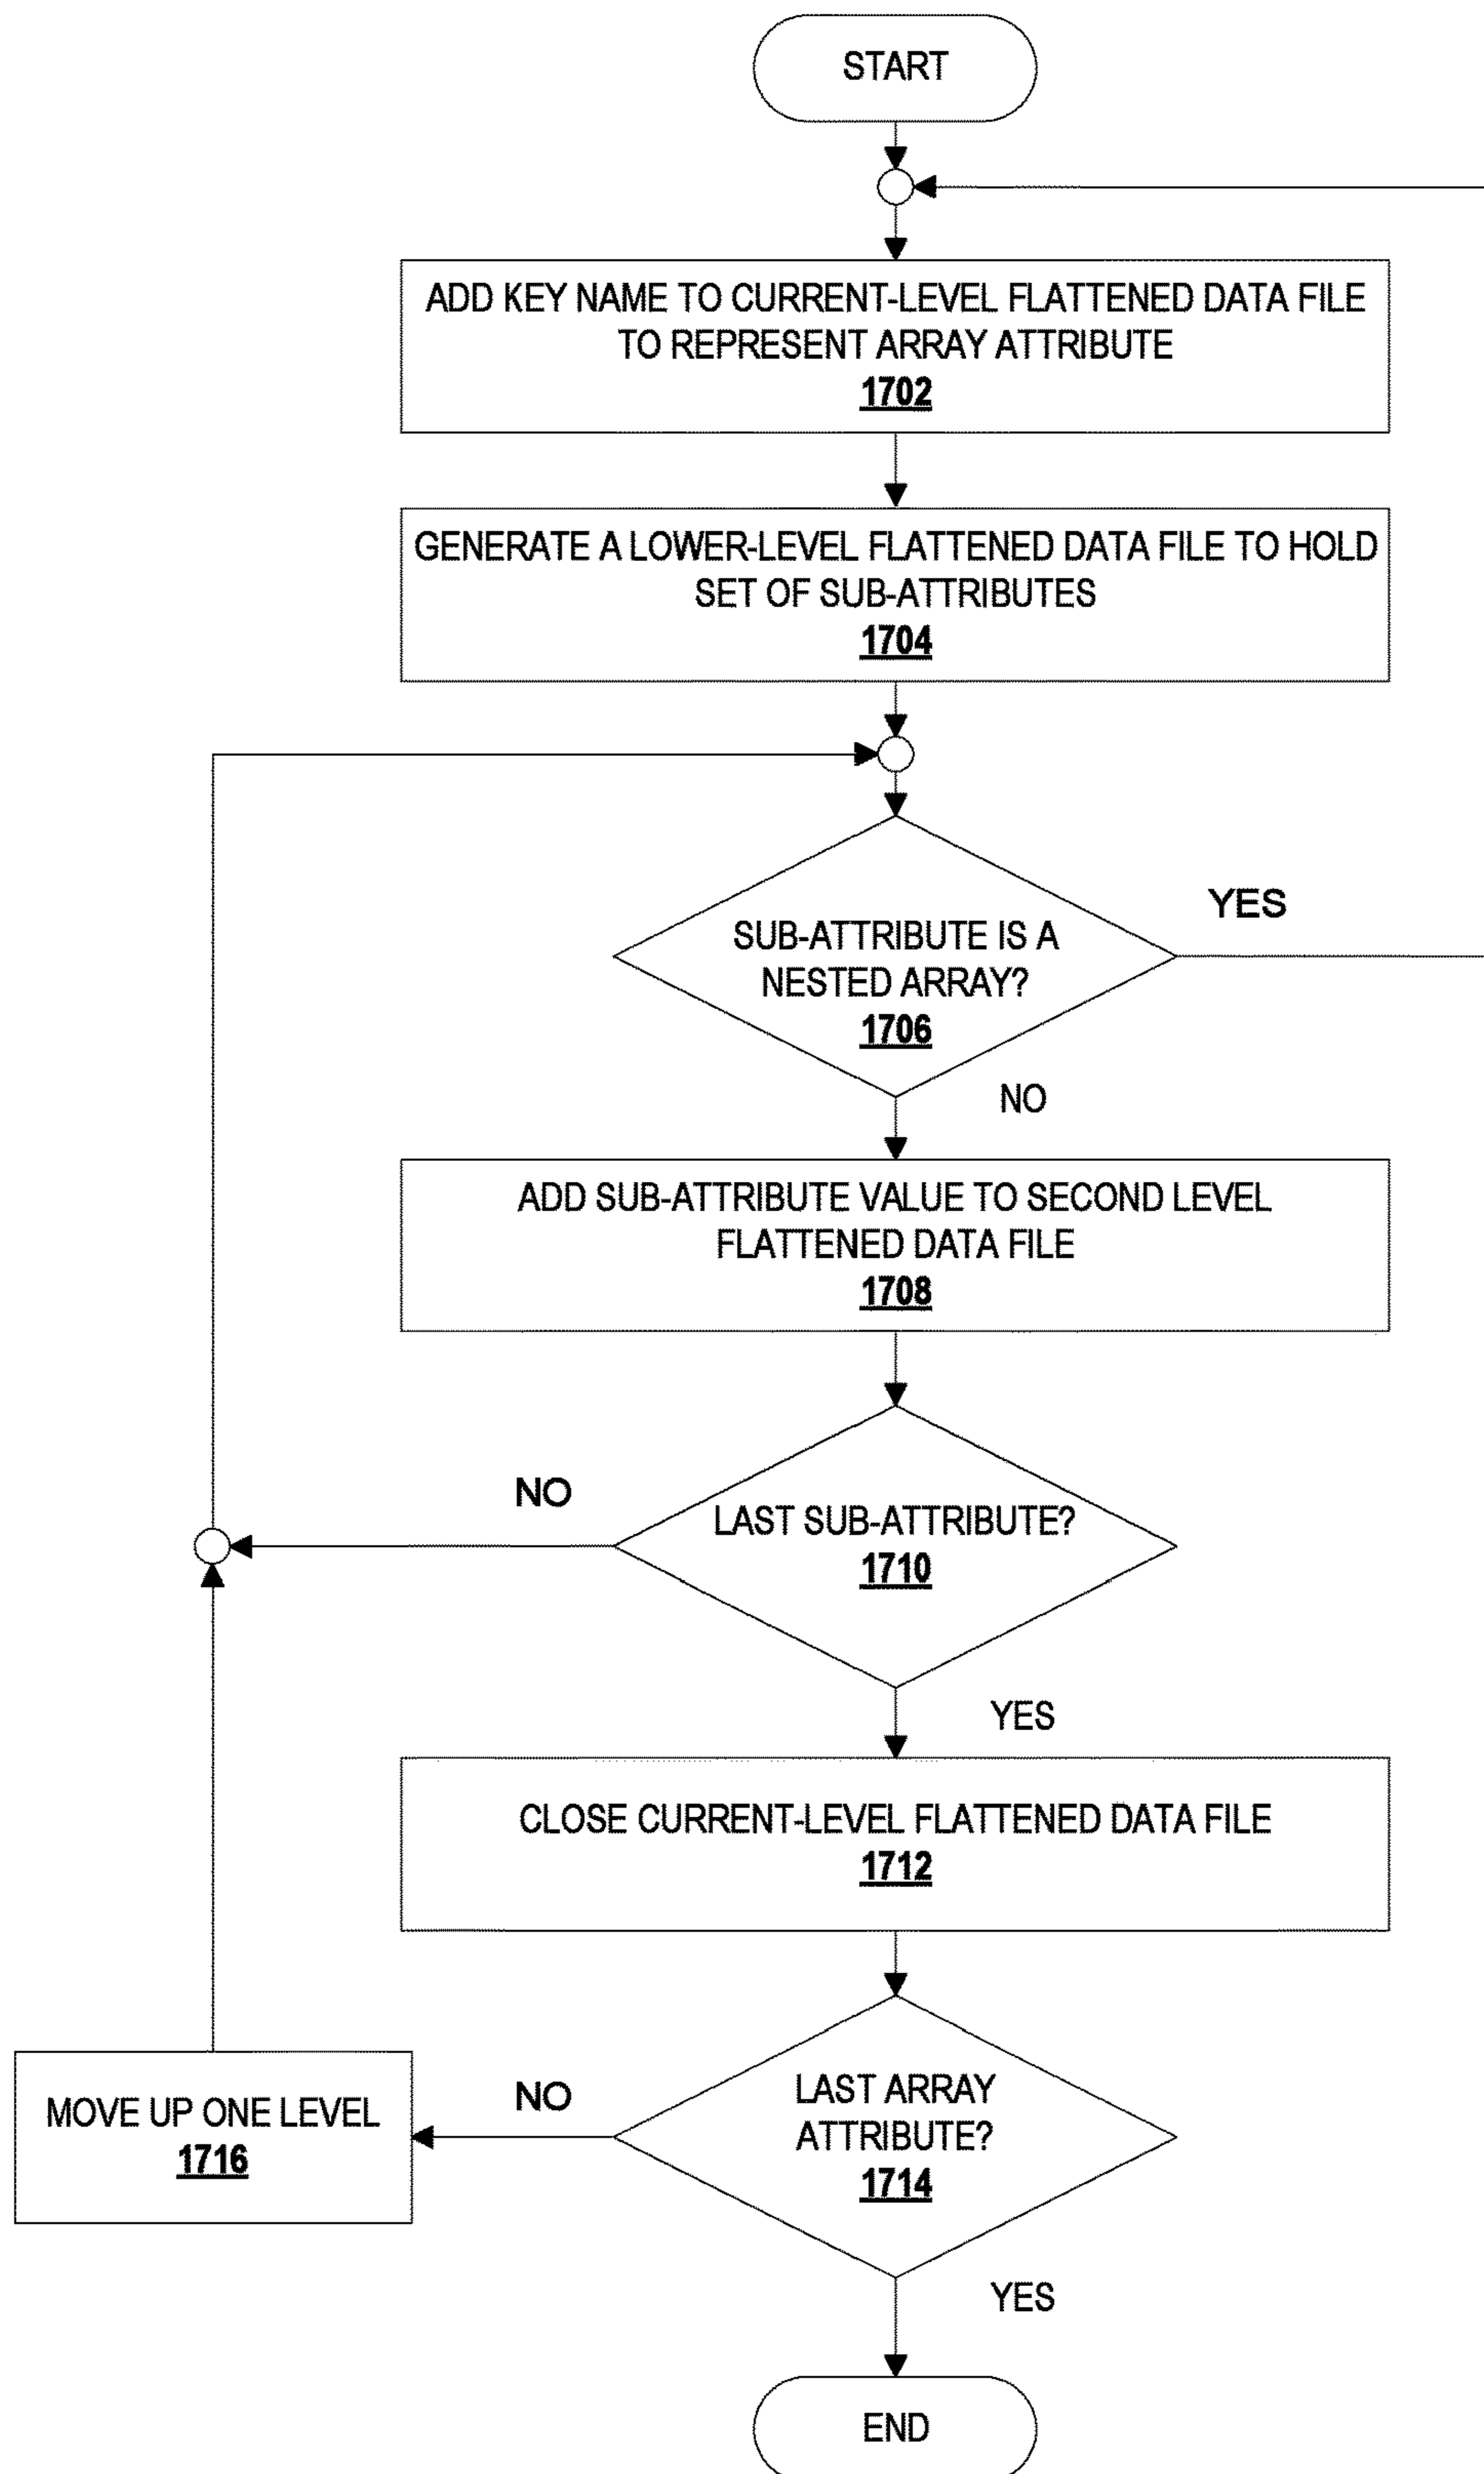 START
ADD KEY NAME TO CURRENT-LEVEL FLATTENED DATA FILE
TO REPRESENT ARRAY ATTRIBUTE
1702
GENERATE A LOWER-LEVEL FLATTENED DATA FILE TO HOLD
SET OF SUB-ATTRIBUTES
1704
SUB-ATTRIBUTE IS A
NESTED ARRAY?
1706
YES
NO
ADD SUB-ATTRIBUTE VALUE TO SECOND LEVEL
FLATTENED DATA FILE
1708
LAST SUB-ATTRIBUTE?
1710
NO
YES
CLOSE CURRENT-LEVEL FLATTENED DATA FILE
1712
LAST ARRAY
ATTRIBUTE?
1714
NO
MOVE UP ONE LEVEL
1716
YES
END